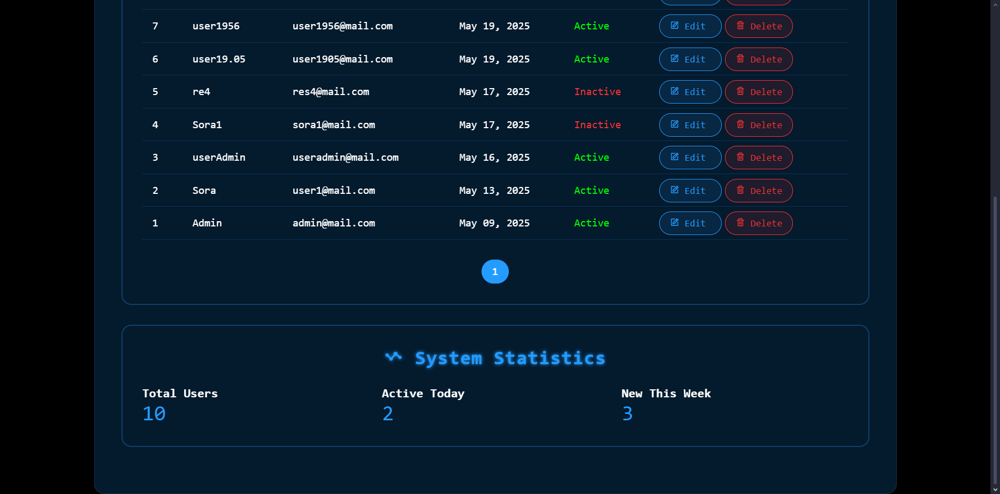 7 user1956 user1956@mail.com May 19, 2025 Active Edit Delete
6 user19.05 user1905@mail.com May 19, 2025 Active Edit Delete
5 re4 res4@mail.com May 17, 2025 Inactive Edit Delete
4 Sora1 sora1@mail.com May 17, 2025 Inactive Edit Delete
3 userAdmin useradmin@mail.com May 16, 2025 Active Edit Delete
2 Sora user1@mail.com May 13, 2025 Active Edit Delete
1 Admin admin@mail.com May 09, 2025 Active Edit Delete
1
System Statistics
Total Users Active Today New This Week
10 2 3